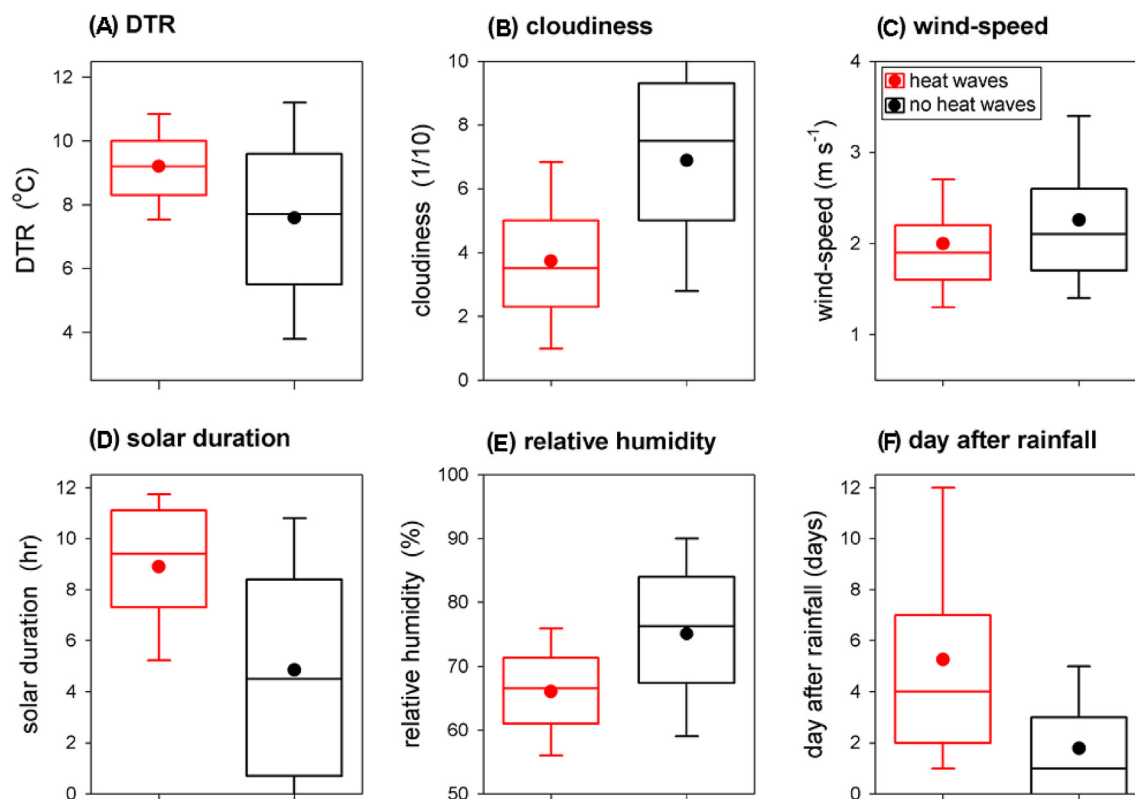 (A) DTR
(B) cloudiness
(C) wind-speed
DTR (°C)
12
10
8
6
4
cloudiness (1/10)
10
8
6
4
2
0
wind-speed (m s⁻¹)
4
3
2
1
heat waves
no heat waves
(D) solar duration
(E) relative humidity
(F) day after rainfall
solar duration (hr)
12
10
8
6
4
2
0
relative humidity (%)
100
90
80
70
60
50
day after rainfall (days)
12
10
8
6
4
2
0